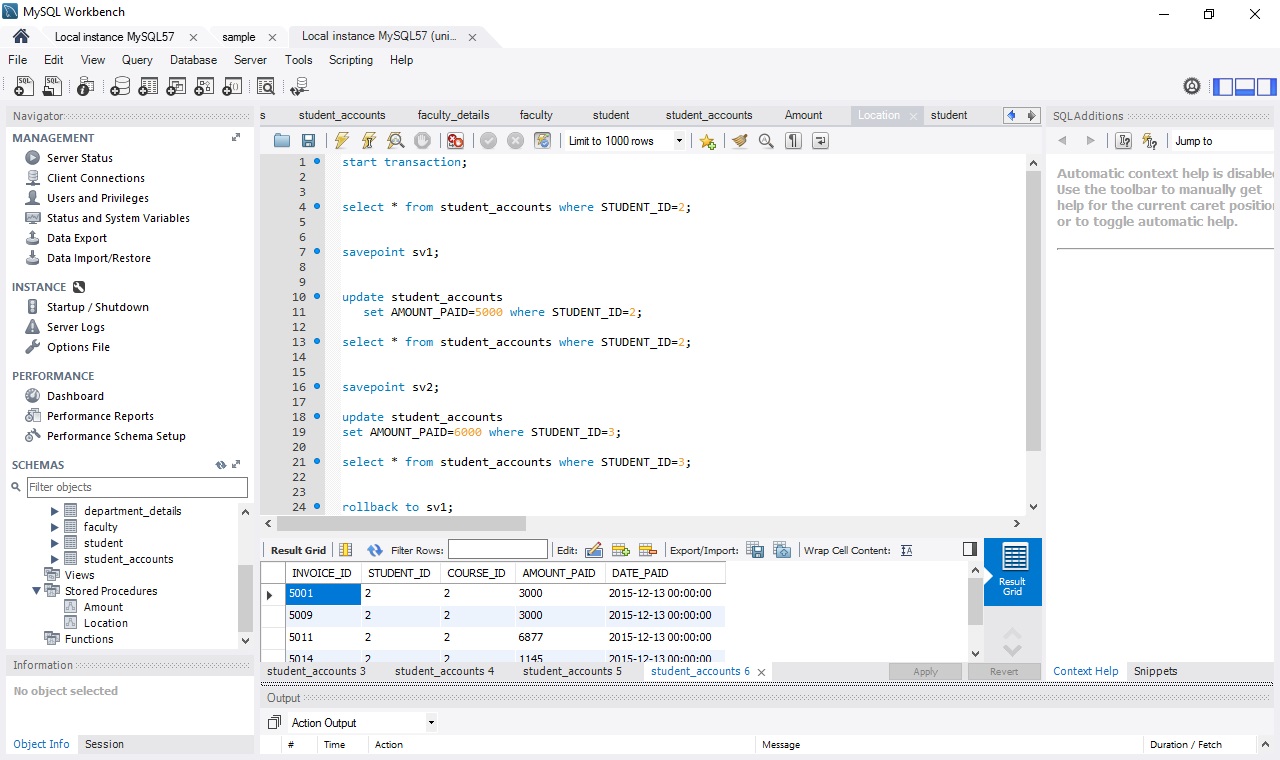 MySQL Workbench
Local instance MySQL57 sample Local instance MySQL57 (uni...
File Edit View Query Database Server Tools Scripting Help
Navigator
MANAGEMENT
Server Status
Client Connections
Users and Privileges
Status and System Variables
Data Export
Data Import/Restore
INSTANCE
Startup / Shutdown
Server Logs
Options File
PERFORMANCE
Dashboard
Performance Reports
Performance Schema Setup
SCHEMAS
Filter objects
department_details
faculty
student
student_accounts
Views
Stored Procedures
Amount
Location
Functions
Information
No object selected
Object Info Session
s student_accounts faculty_details faculty student student_accounts Amount Location student
Limit to 1000 rows
1 start transaction;
2
3
4 select * from student_accounts where STUDENT_ID=2;
5
6
7 savepoint sv1;
8
9
10 update student_accounts
11 set AMOUNT_PAID=5000 where STUDENT_ID=2;
12
13 select * from student_accounts where STUDENT_ID=2;
14
15
16 savepoint sv2;
17
18 update student_accounts
19 set AMOUNT_PAID=6000 where STUDENT_ID=3;
20
21 select * from student_accounts where STUDENT_ID=3;
22
23
24 rollback to sv1;
Result Grid Filter Rows: Edit: Export/Import: Wrap Cell Content:
INVOICE_ID STUDENT_ID COURSE_ID AMOUNT_PAID DATE_PAID
5001 2 2 3000 2015-12-13 00:00:00
5009 2 2 3000 2015-12-13 00:00:00
5011 2 2 6877 2015-12-13 00:00:00
5014 2 2 1145 2015-12-13 00:00:00
Result
Grid
student_accounts 3 student_accounts 4 student_accounts 5 student_accounts 6 Apply Revert
Output
Action Output
# Time Action Message Duration / Fetch
SQLAdditions
Jump to
Automatic context help is disable
Use the toolbar to manually get
help for the current caret position
or to toggle automatic help.
Context Help Snippets